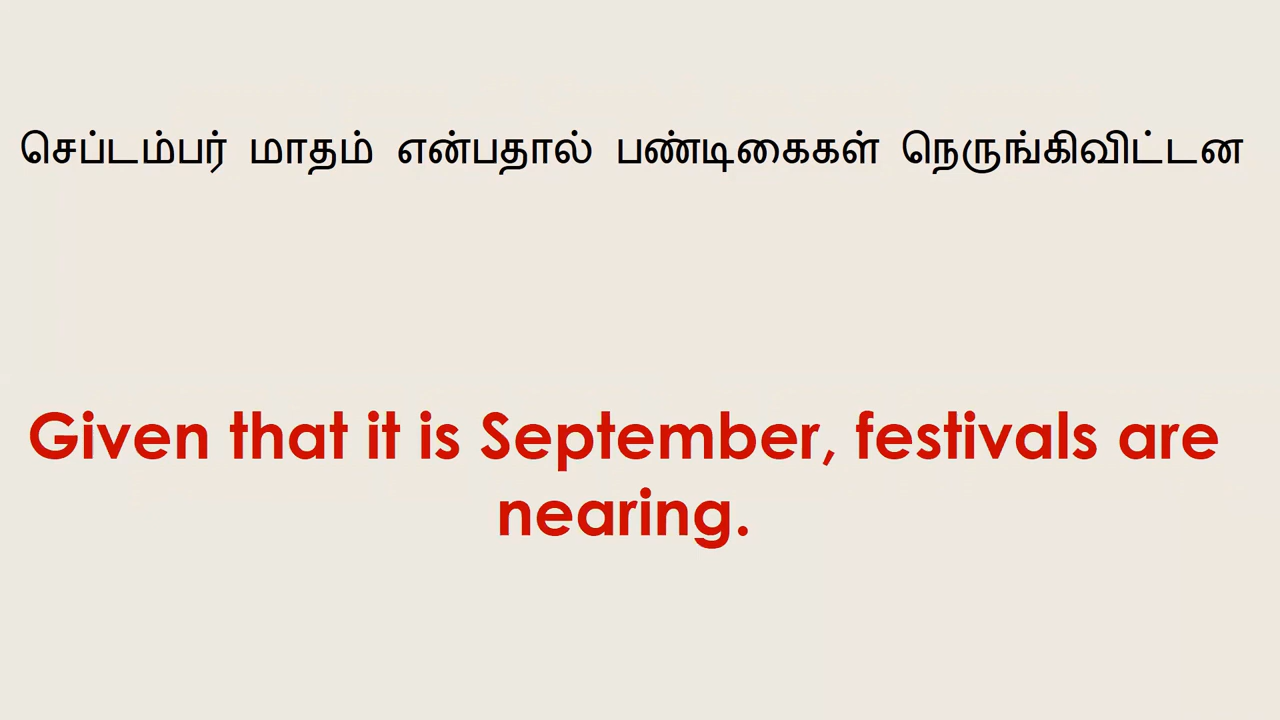 செப்டம்பர் மாதம் என்பதால் பண்டிகைகள் நெருங்கிவிட்டன
Given that it is September, festivals are
nearing.